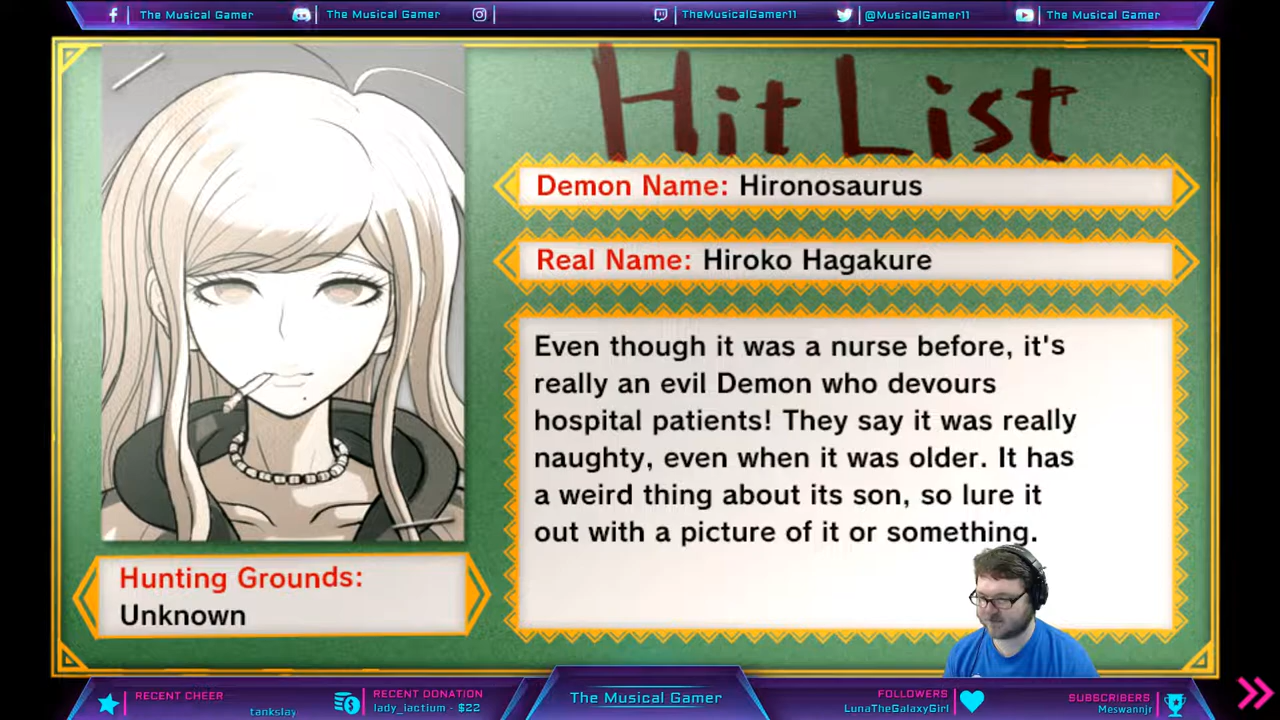 The Musical Gamer
The Musical Gamer
TheMusicalGamer11
@MusicalGamer11
The Musical Gamer
Hit List
Demon Name: Hironosaurus
Real Name: Hiroko Hagakure
Even though it was a nurse before, it's
really an evil Demon who devours
hospital patients! They say it was really
naughty, even when it was older. It has
a weird thing about its son, so lure it
out with a picture of it or something.
Hunting Grounds:
Unknown
RECENT CHEER
tankslay
RECENT DONATION
lady_iactium - $22
The Musical Gamer
FOLLOWERS
LunaTheGalaxyGirl
SUBSCRIBERS
Meswannjr